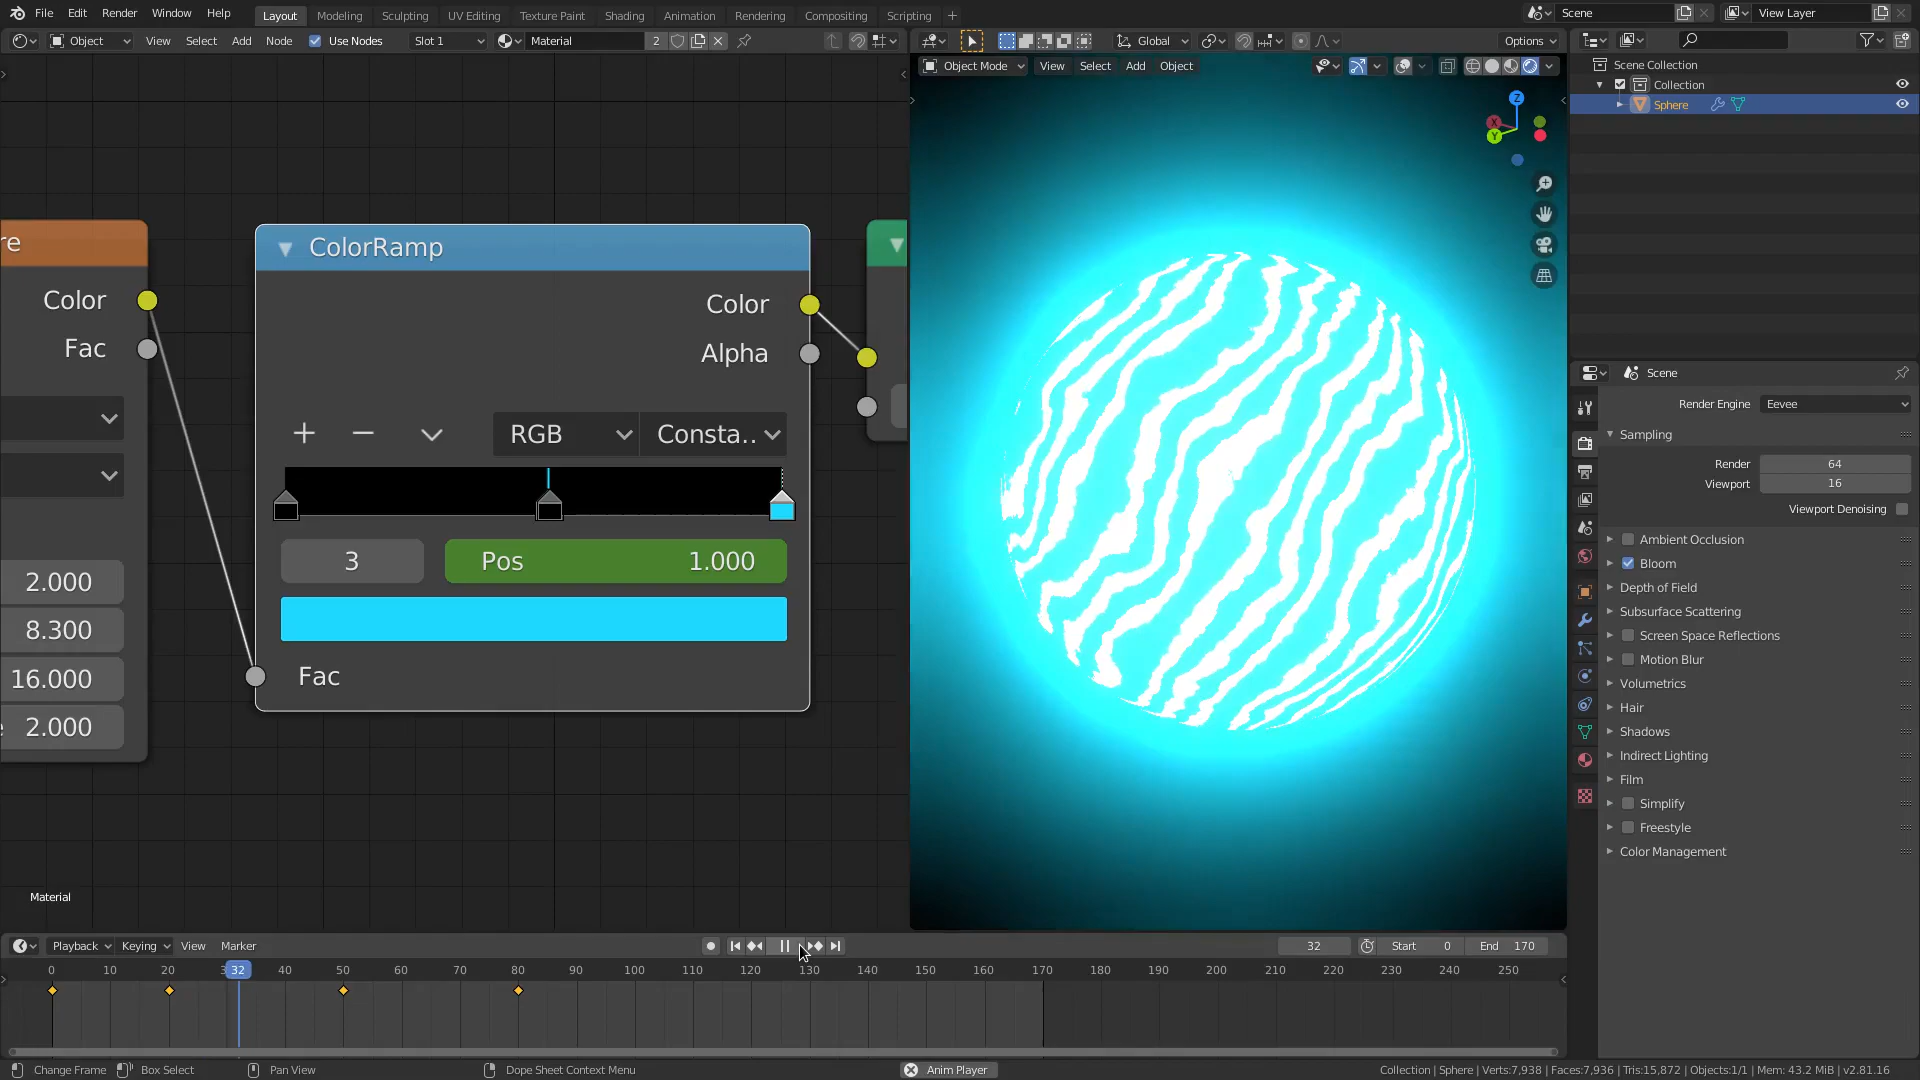 File Edit Render Window Help Layout Modeling Sculpting UV Editing Texture Paint Shading Animation Rendering Compositing Scripting + Scene View Layer
Object View Select Add Node Use Nodes Slot 1 Material 2 Global Options
Object Mode View Select Add Object
Scene Collection
Collection
Sphere
Z
X
Y
re
Color
Fac
2.000
8.300
16.000
2.000
ColorRamp
Color
Alpha
RGB Consta..
3 Pos 1.000
Fac
Material
Scene
Render Engine Eevee
Sampling
Render 64
Viewport 16
Viewport Denoising
Ambient Occlusion
Bloom
Depth of Field
Subsurface Scattering
Screen Space Reflections
Motion Blur
Volumetrics
Hair
Shadows
Indirect Lighting
Film
Simplify
Freestyle
Color Management
Playback Keying View Marker 32 Start 0 End 170
0 10 20 3 32 40 50 60 70 80 90 100 110 120 130 140 150 160 170 180 190 200 210 220 230 240 250
Change Frame Box Select Pan View Dope Sheet Context Menu Anim Player Collection | Sphere | Verts:7,938 | Faces:7,936 | Tris:15,872 | Objects:1/1 | Mem: 43.2 MiB | v2.81.16